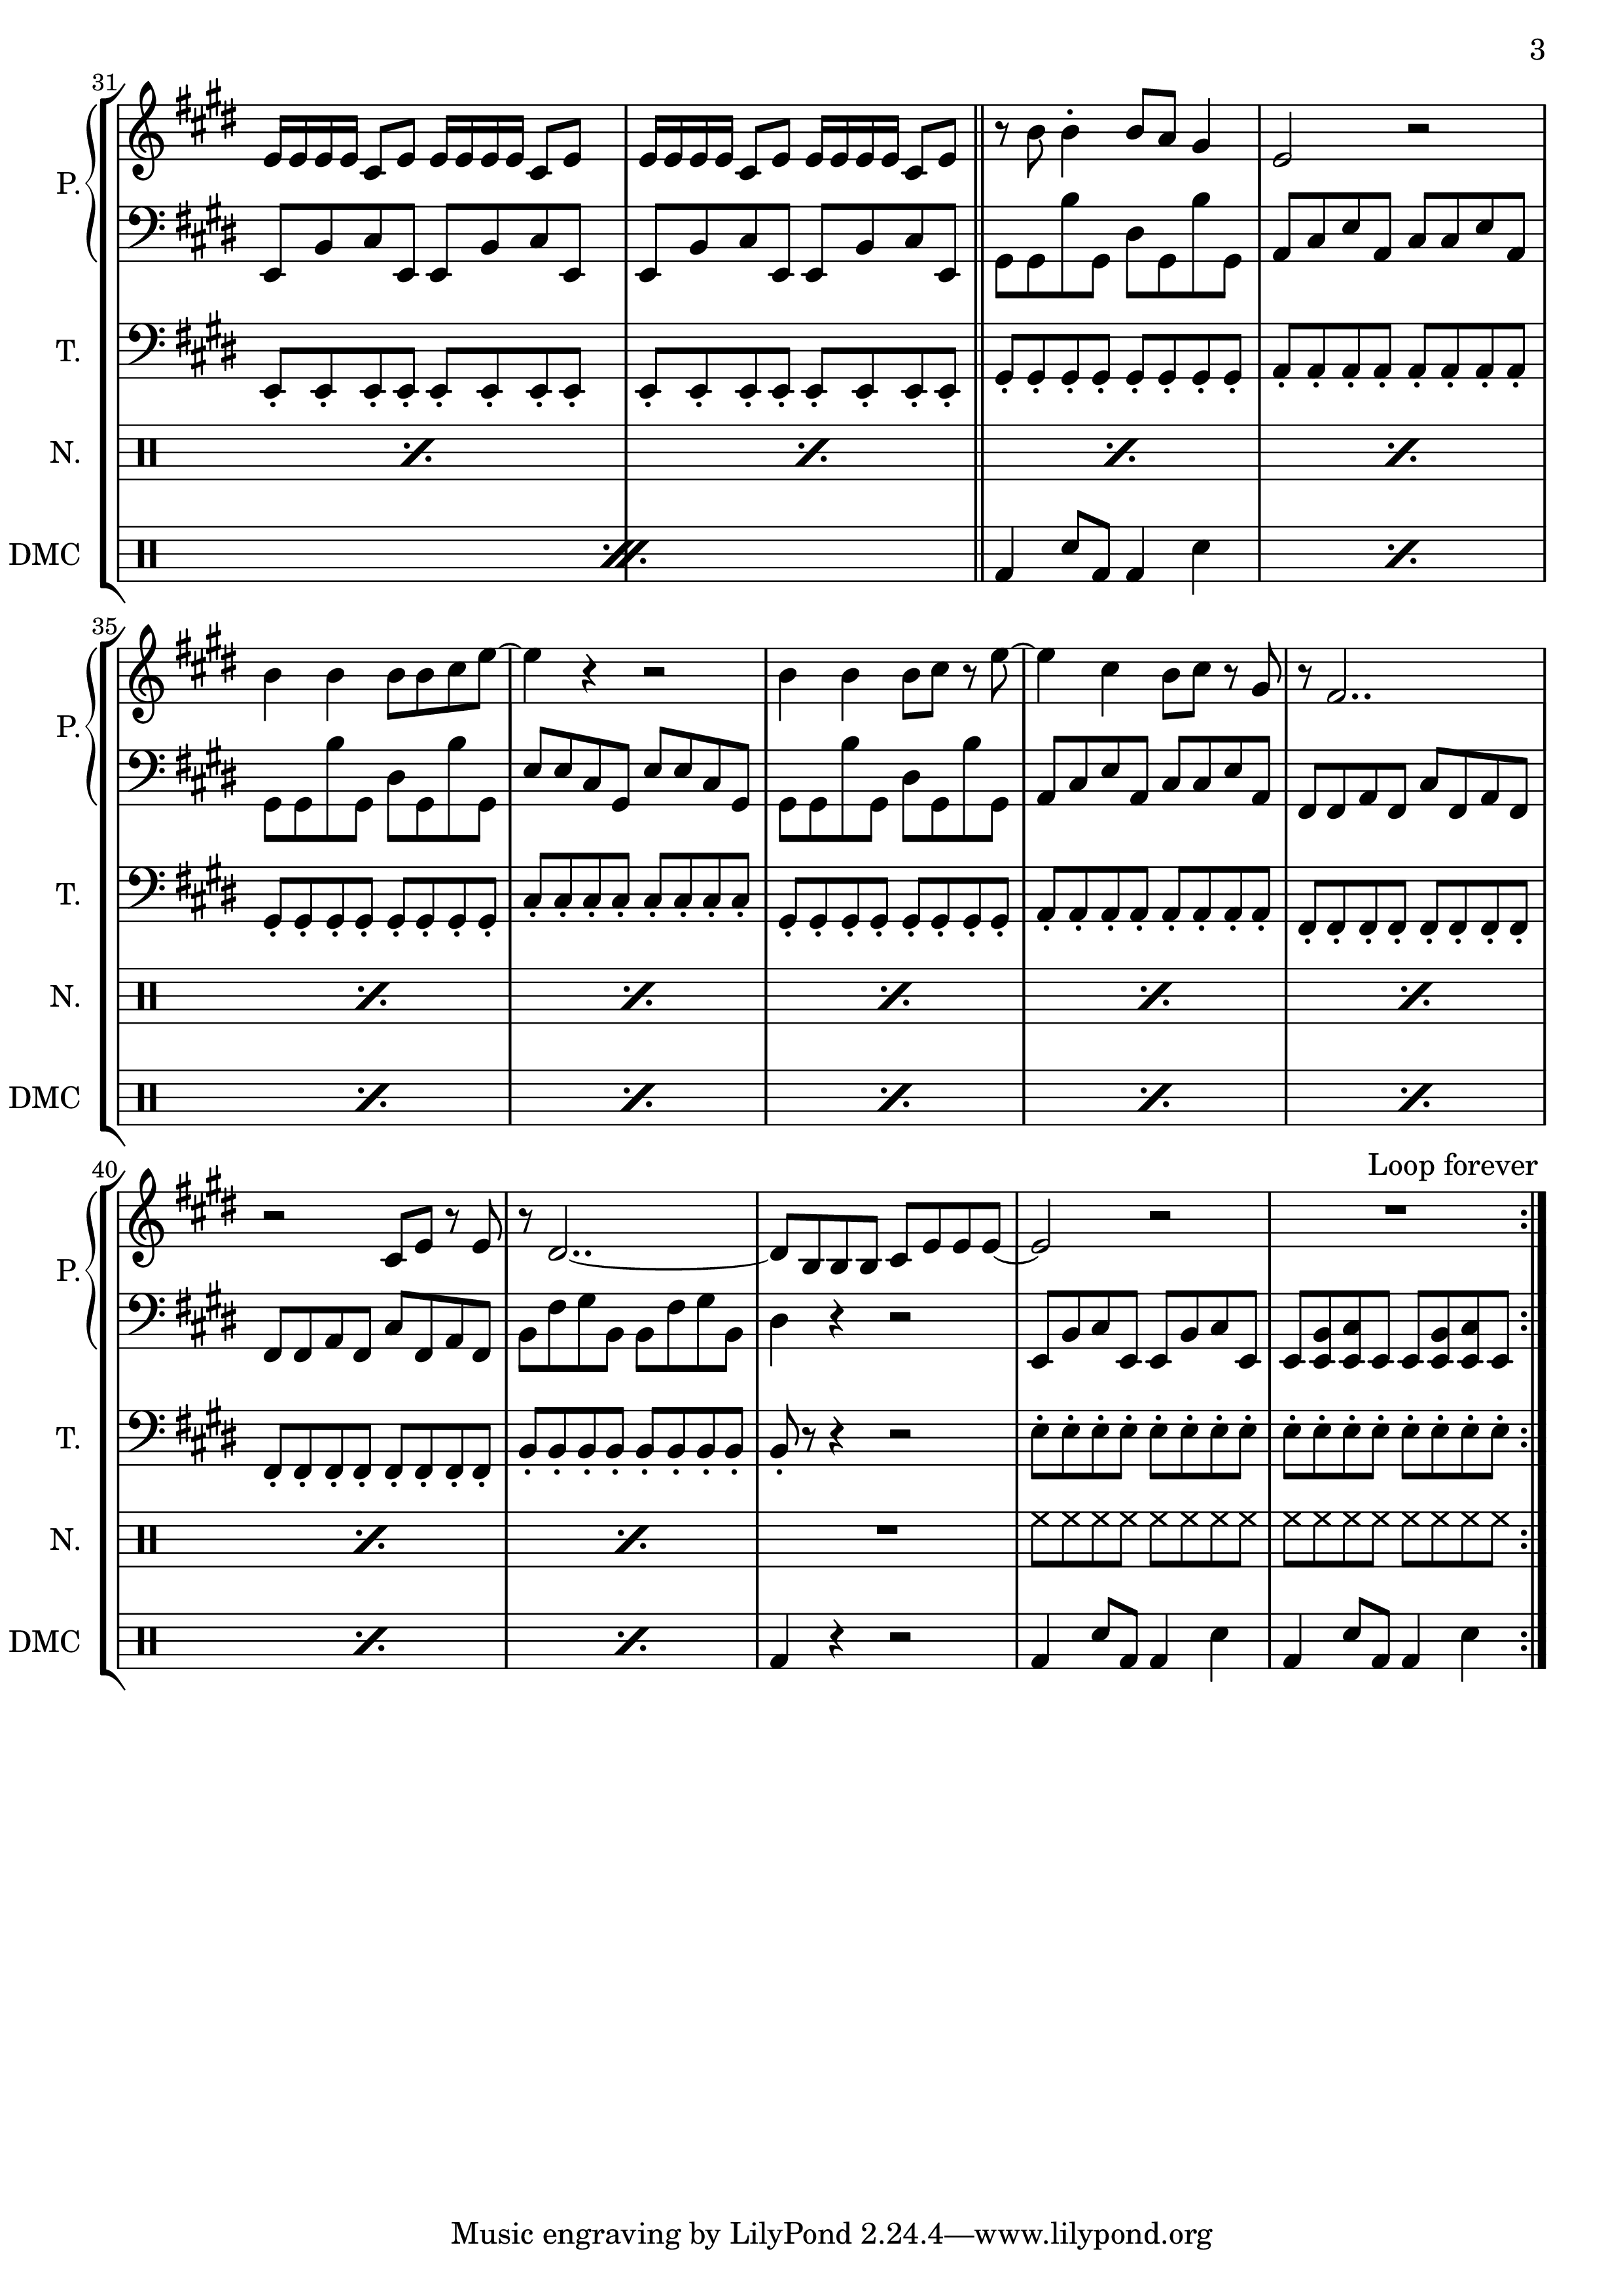 3
31
P.
T.
N.
DMC
35
P.
T.
N.
DMC
Loop forever
40
P.
T.
N.
DMC
Music engraving by LilyPond 2.24.4—www.lilypond.org